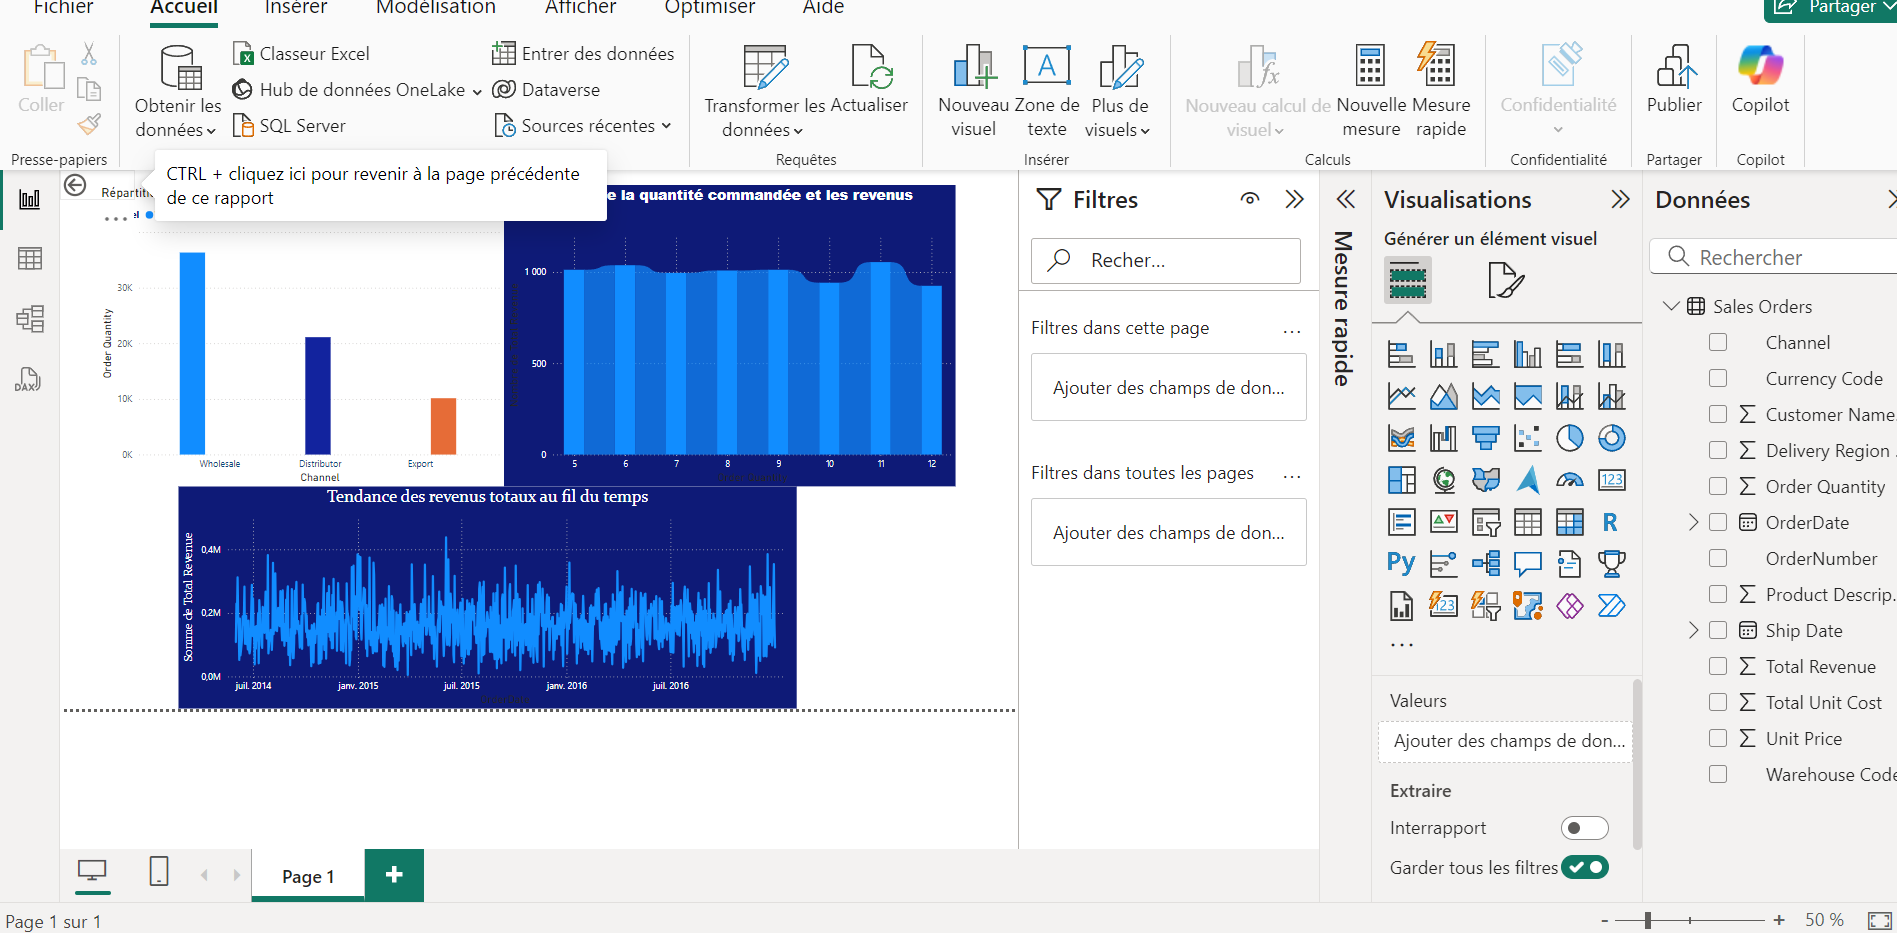 Fichier Accueil Insérer Modélisation Afficher Optimiser Aide Partager
Coller
Presse-papiers
Obtenir les
données
Classeur Excel
Hub de données OneLake
SQL Server
Entrer des données
Dataverse
Sources récentes
Transformer les
données
Actualiser
Requêtes
Nouveau
visuel
Zone de
texte
Plus de
visuels
Insérer
Nouveau calcul de
visuel
Nouvelle
mesure
Mesure
rapide
Calculs
Confidentialité
Confidentialité
Publier
Partager
Copilot
Copilot
DAX
CTRL + cliquez ici pour revenir à la page précédente
de ce rapport
e la quantité commandée et les revenus
Order Quantity
30K
20K
10K
0K
Wholesale Distributor Export
Channel
1 000
500
0
5 6 7 8 9 10 11 12
Tendance des revenus totaux au fil du temps
Somme de Total Revenue
0,4M
0,2M
0,0M
juil. 2014 janv. 2015 juil. 2015 janv. 2016 juil. 2016
Filtres
Recher...
Filtres dans cette page ...
Ajouter des champs de don...
Filtres dans toutes les pages ...
Ajouter des champs de don...
Mesure rapide
Visualisations
Générer un élément visuel
123
R
Py
123
...
Valeurs
Ajouter des champs de don...
Extraire
Interrapport
Garder tous les filtres
Données
Rechercher
Sales Orders
Channel
Currency Code
Customer Name.
Delivery Region .
Order Quantity
OrderDate
OrderNumber
Product Descrip.
Ship Date
Total Revenue
Total Unit Cost
Unit Price
Warehouse Code
Page 1 +
Page 1 sur 1
- + 50 %